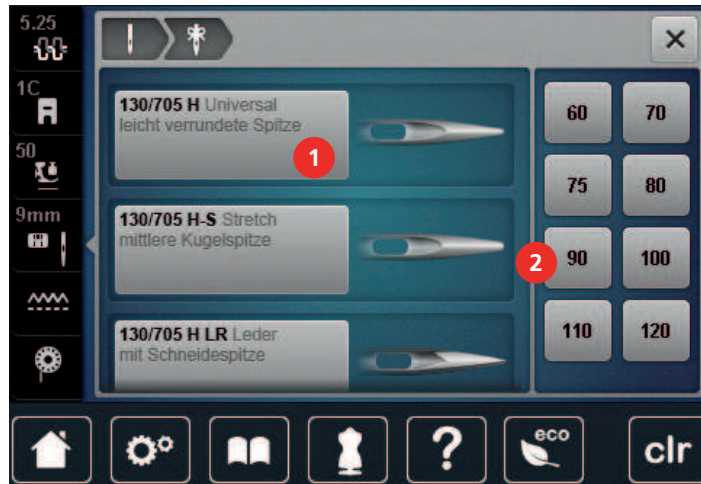 5.25
1C
50
9mm
130/705 H Universal
leicht verrundete Spitze
1
130/705 H-S Stretch
mittlere Kugelspitze
130/705 H LR Leder
mit Schneidespitze
60 70
75 80
2
90 100
110 120
? eco clr